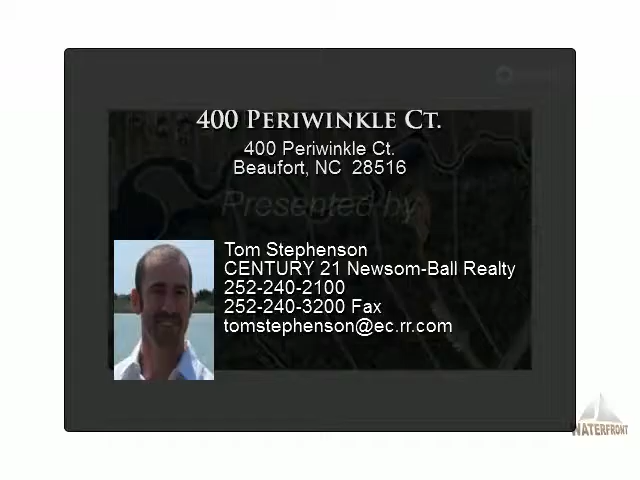 400 PERIWINKLE CT.
400 Periwinkle Ct.
Beaufort, NC 28516
Presented by
Tom Stephenson
CENTURY 21 Newsom-Ball Realty
252-240-2100
252-240-3200 Fax
tomstephenson@ec.rr.com
WATERFRONT